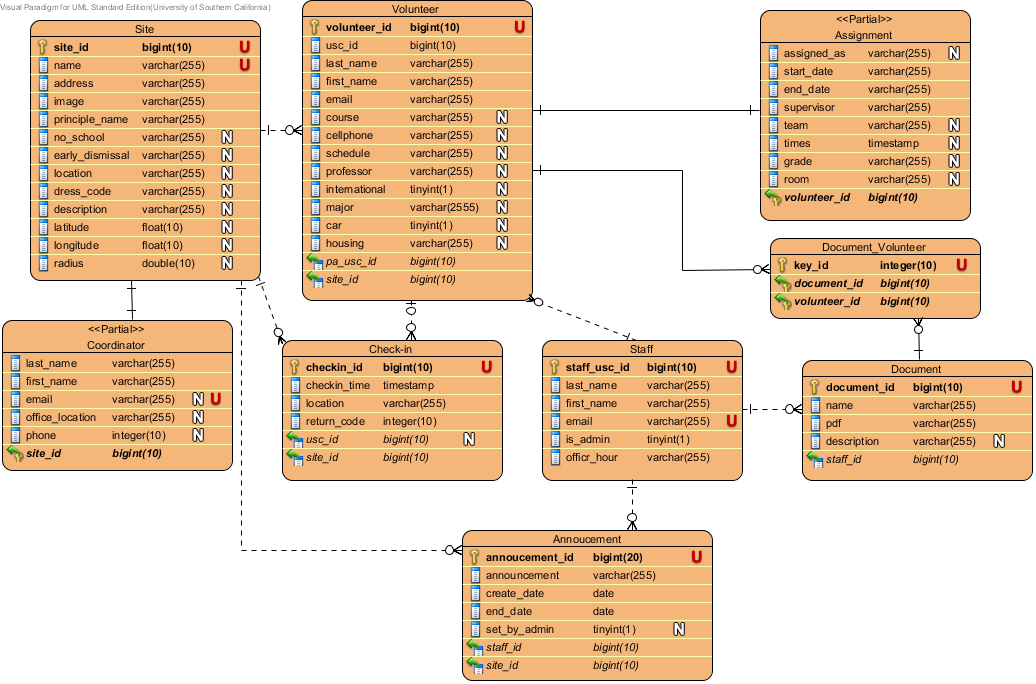 Visual Paradigm for UML Standard Edition(University of Southern California)
Site
site_id bigint(10) U
name varchar(255) U
address varchar(255)
image varchar(255)
principle_name varchar(255)
no_school varchar(255) N
early_dismissal varchar(255) N
location varchar(255) N
dress_code varchar(255) N
description varchar(255) N
latitude float(10) N
longitude float(10) N
radius double(10) N
Volunteer
volunteer_id bigint(10) U
usc_id bigint(10)
last_name varchar(255)
first_name varchar(255)
email varchar(255)
course varchar(255) N
cellphone varchar(255) N
schedule varchar(255) N
professor varchar(255) N
international tinyint(1) N
major varchar(2555) N
car tinyint(1) N
housing varchar(255) N
pa_usc_id bigint(10)
site_id bigint(10)
<<Partial>>
Assignment
assigned_as varchar(255) N
start_date varchar(255)
end_date varchar(255)
supervisor varchar(255)
team varchar(255) N
times timestamp N
grade varchar(255) N
room varchar(255) N
volunteer_id bigint(10)
Document_Volunteer
key_id integer(10) U
document_id bigint(10)
volunteer_id bigint(10)
<<Partial>>
Coordinator
last_name varchar(255)
first_name varchar(255)
email varchar(255) N U
office_location varchar(255) N
phone integer(10) N
site_id bigint(10)
Check-in
checkin_id bigint(10) U
checkin_time timestamp
location varchar(255)
return_code integer(10)
usc_id bigint(10) N
site_id bigint(10)
Staff
staff_usc_id bigint(10) U
last_name varchar(255)
first_name varchar(255)
email varchar(255) U
is_admin tinyint(1)
officr_hour varchar(255)
Document
document_id bigint(10) U
name varchar(255)
pdf varchar(255)
description varchar(255) N
staff_id bigint(10)
Annoucement
annoucement_id bigint(20) U
announcement varchar(255)
create_date date
end_date date
set_by_admin tinyint(1) N
staff_id bigint(10)
site_id bigint(10)